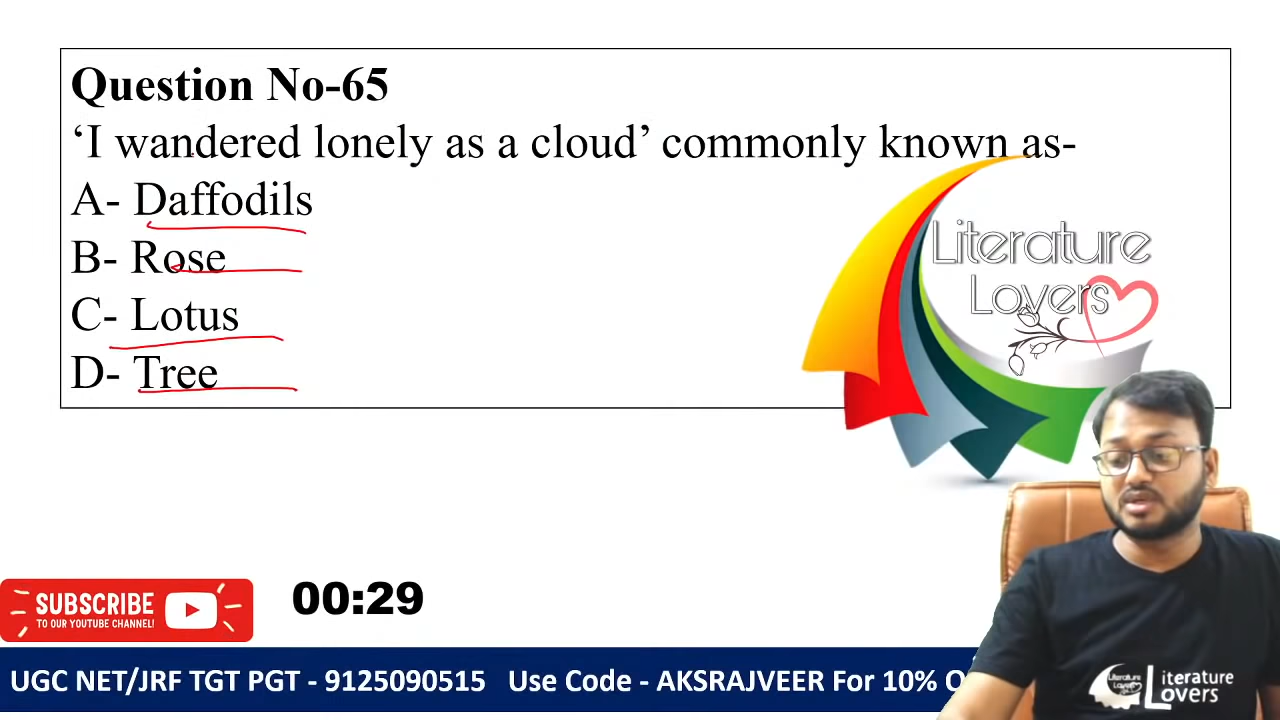 Question No-65
‘I wandered lonely as a cloud’ commonly known as-
A- Daffodils
B- Rose
C- Lotus
D- Tree
Literature
Lovers
SUBSCRIBE
TO OUR YOUTUBE CHANNEL!
00:29
UGC NET/JRF TGT PGT - 9125090515 Use Code - AKSRAJVEER For 10% O
Literature
Lovers